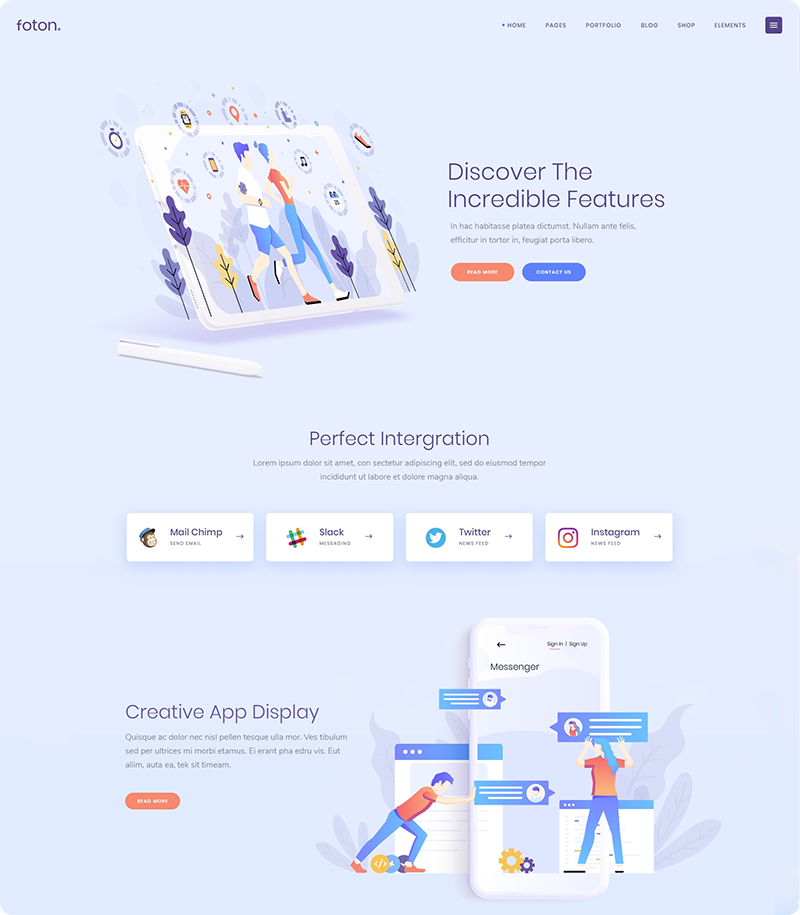 foton.
HOME PAGES PORTFOLIO BLOG SHOP ELEMENTS
Discover The
Incredible Features
In hac habitasse platea dictumst. Nullam ante felis,
efficitur in tortor in, feugiat porta libero.
READ MORE CONTACT US
Perfect Intergration
Lorem ipsum dolor sit amet, con sectetur adipiscing elit, sed do eiusmod tempor
incididunt ut labore et dolore magna aliqua.
Mail Chimp
SEND EMAIL
Slack
MESSAGING
Twitter
NEWS FEED
Instagram
NEWS FEED
Sign In | Sign Up
Messenger
Creative App Display
Quisque ac dolor nec nisl pellen tesque ulla mor. Ves tibulum
sed per ultrices mi morbi etamus. Ei erant pha edru vis. Eut
aliim, auta ea, tek sit timeam.
READ MORE